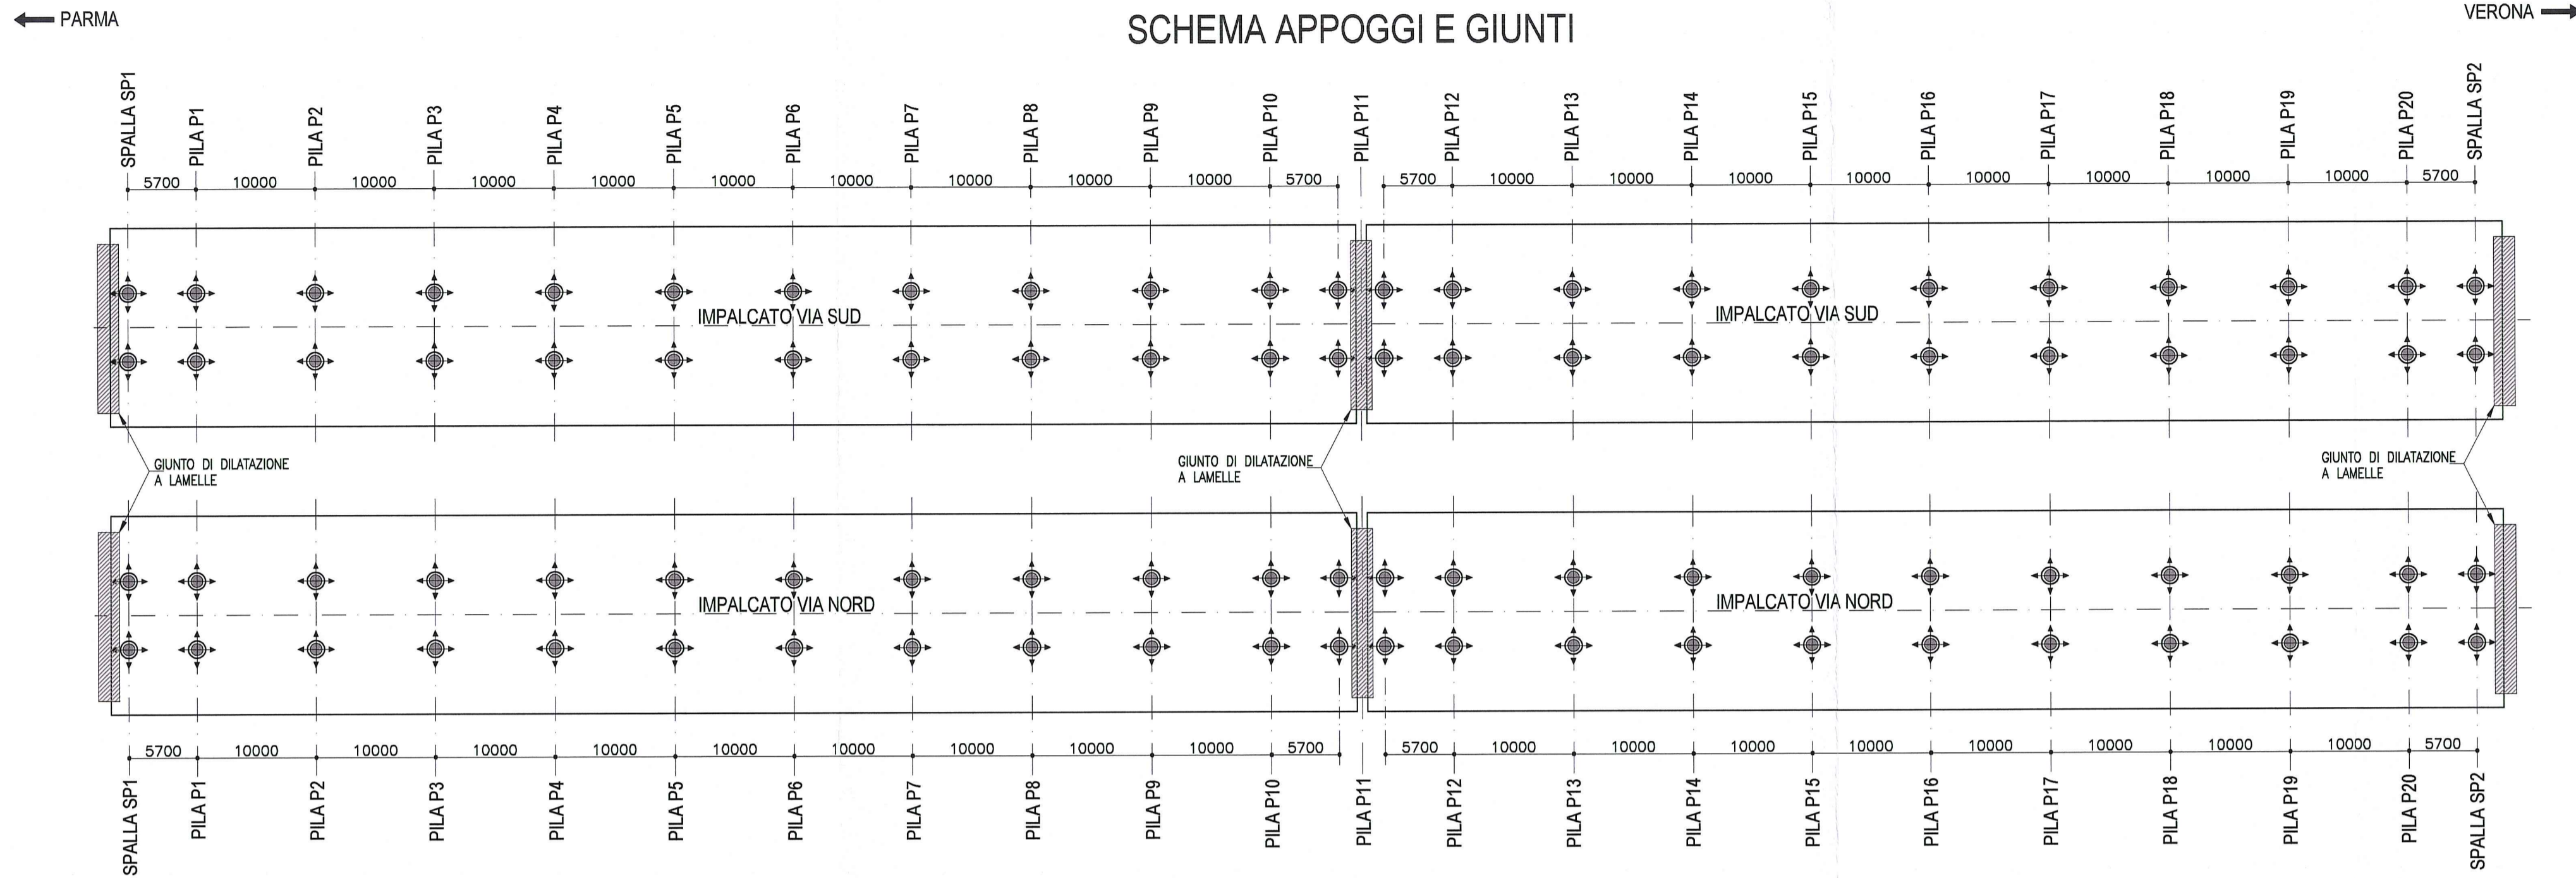 PARMA
SCHEMA APPOGGI E GIUNTI
VERONA
SPALLA SP1
PILA P1
PILA P2
PILA P3
PILA P4
PILA P5
PILA P6
PILA P7
PILA P8
PILA P9
PILA P10
PILA P11
PILA P12
PILA P13
PILA P14
PILA P15
PILA P16
PILA P17
PILA P18
PILA P19
PILA P20
SPALLA SP2
5700 10000 10000 10000 10000 10000 10000 10000 10000 10000 5700 5700 10000 10000 10000 10000 10000 10000 10000 10000 5700
IMPALCATO VIA SUD
IMPALCATO VIA SUD
GIUNTO DI DILATAZIONE
A LAMELLE
GIUNTO DI DILATAZIONE
A LAMELLE
GIUNTO DI DILATAZIONE
A LAMELLE
IMPALCATO VIA NORD
IMPALCATO VIA NORD
5700 10000 10000 10000 10000 10000 10000 10000 10000 10000 5700 5700 10000 10000 10000 10000 10000 10000 10000 10000 5700
SPALLA SP1
PILA P1
PILA P2
PILA P3
PILA P4
PILA P5
PILA P6
PILA P7
PILA P8
PILA P9
PILA P10
PILA P11
PILA P12
PILA P13
PILA P14
PILA P15
PILA P16
PILA P17
PILA P18
PILA P19
PILA P20
SPALLA SP2